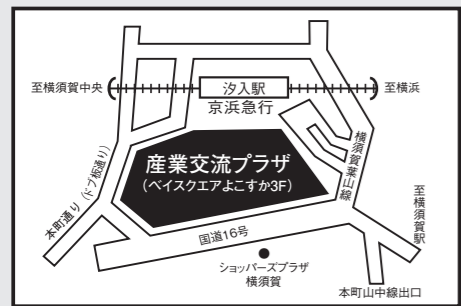 汐入駅
至横須賀中央
至横浜
京浜急行
産業交流プラザ
(ベイスクエアよこすか3F)
横須賀葉山線
至横須賀駅
本町通り(ドブ板通り)
国道16号
ショッパーズプラザ
横須賀
本町山中線出口